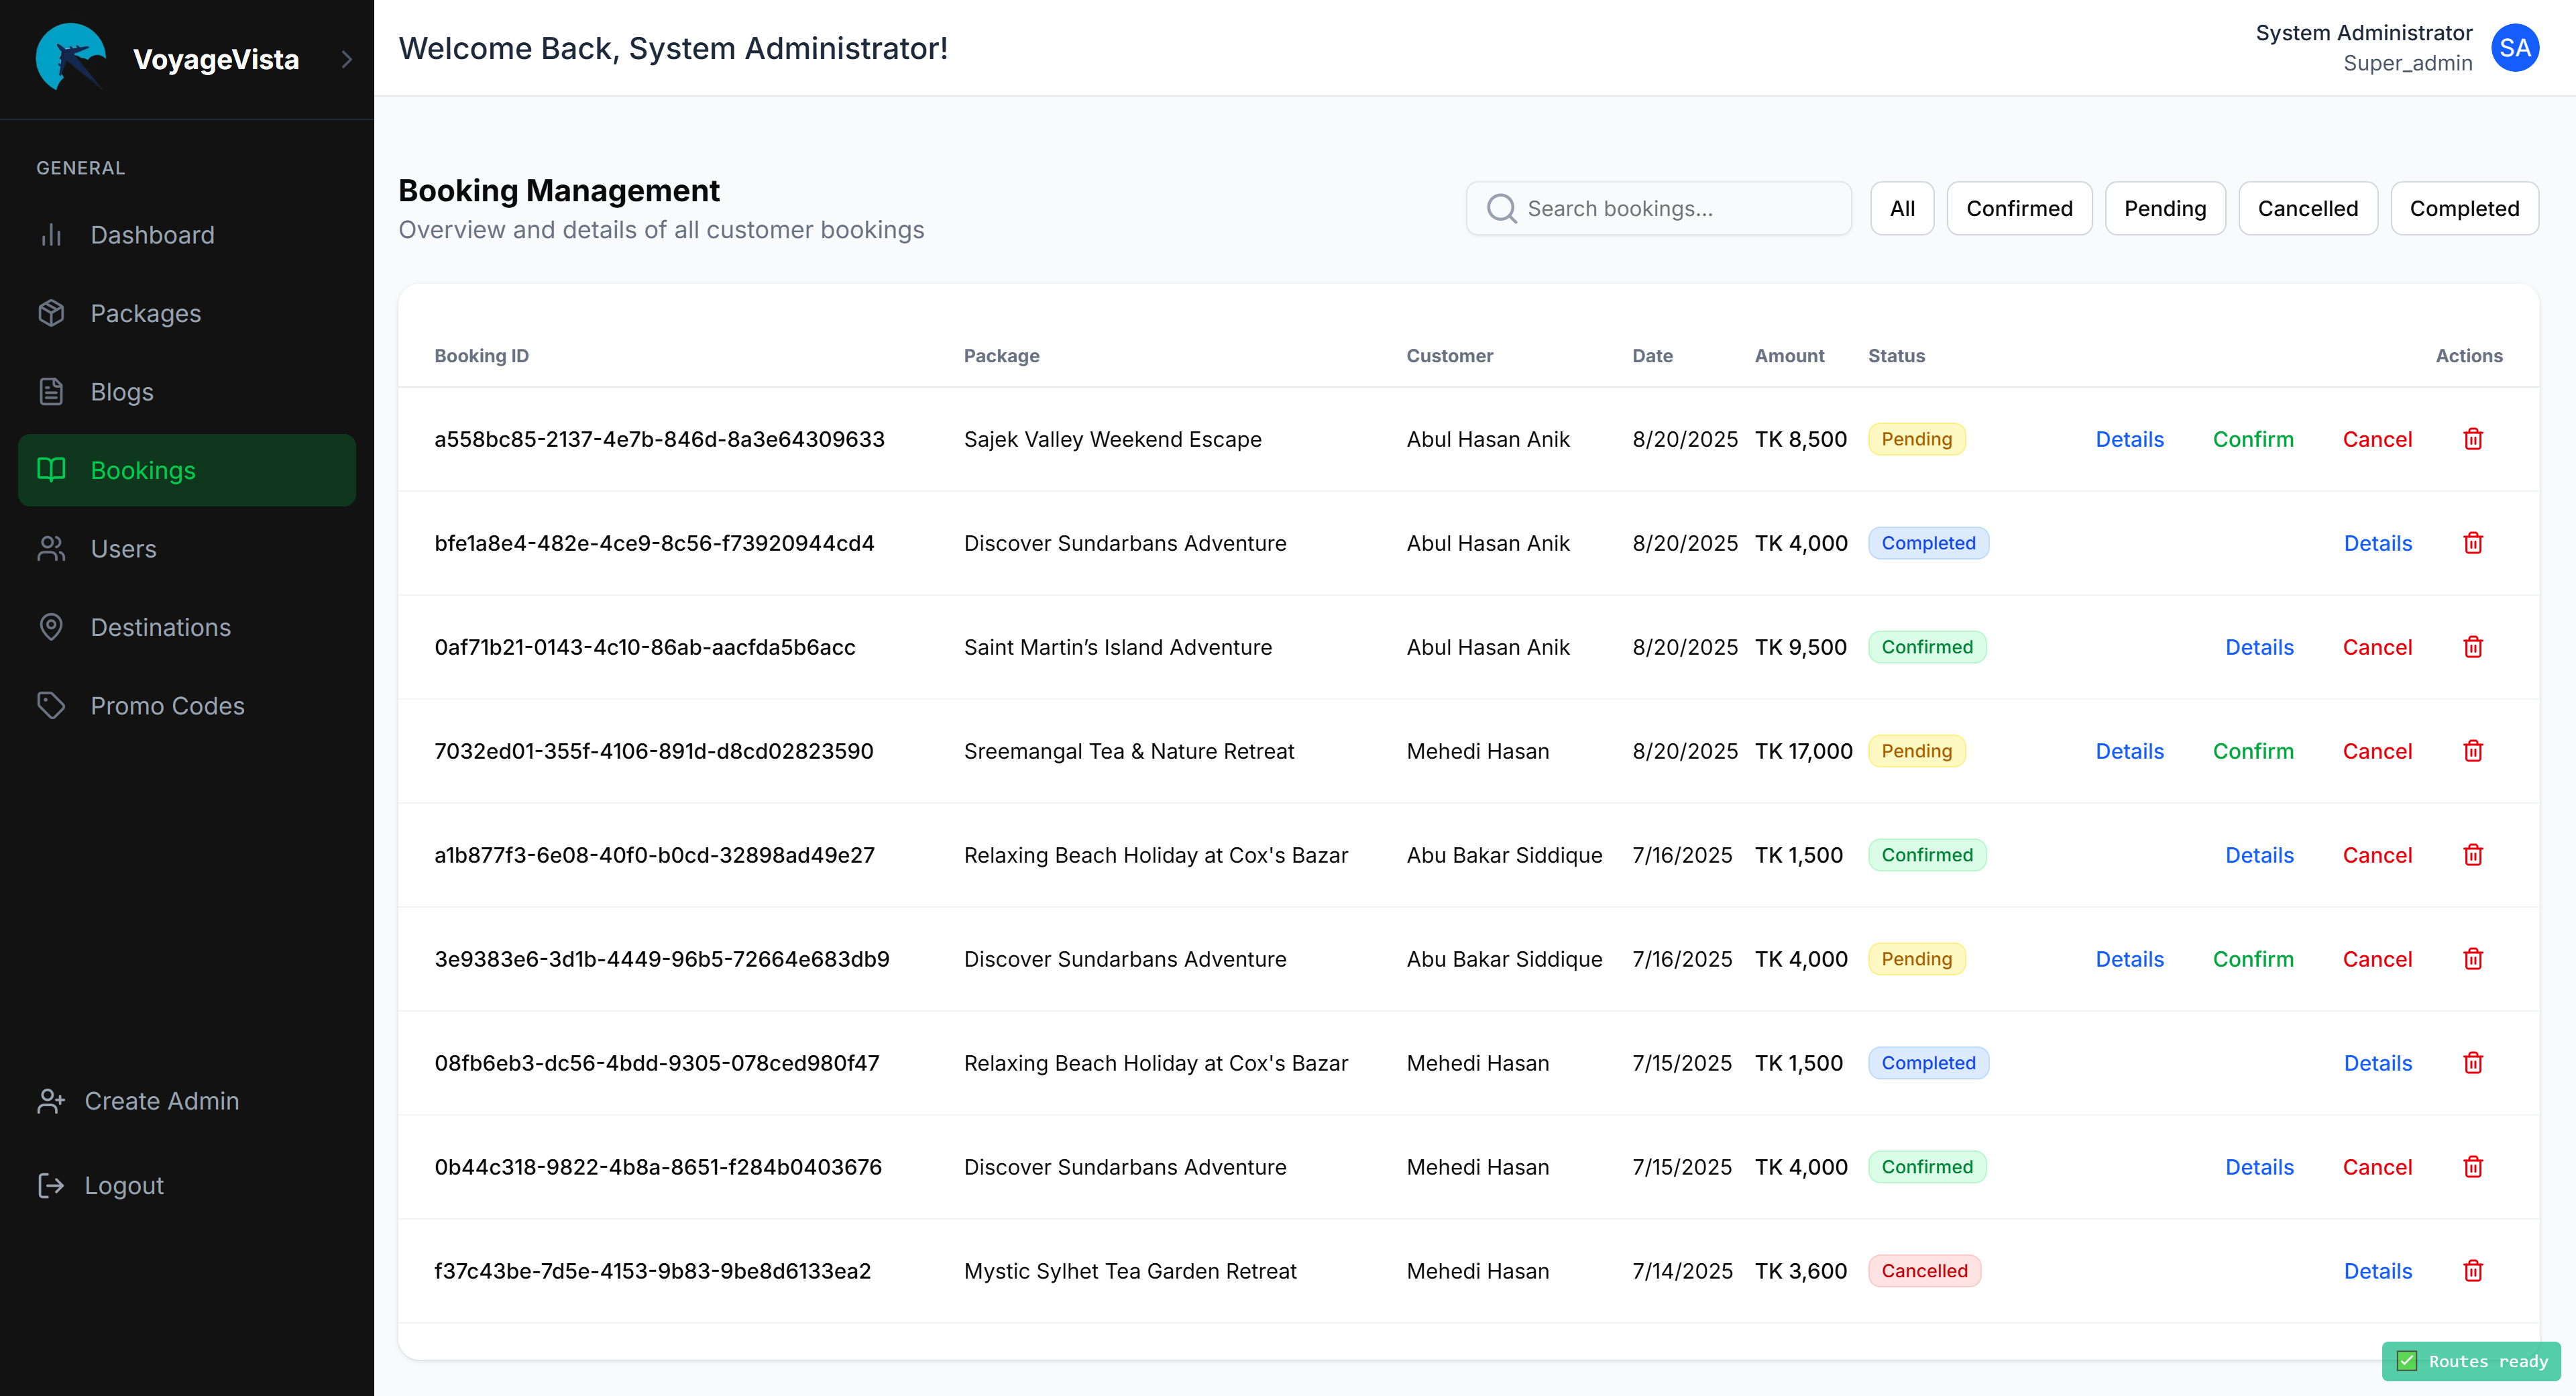 VoyageVista
Welcome Back, System Administrator!
System Administrator
Super_admin
SA
GENERAL
Dashboard
Packages
Blogs
Bookings
Users
Destinations
Promo Codes
Create Admin
Logout
Booking Management
Overview and details of all customer bookings
Search bookings...
All Confirmed Pending Cancelled Completed
Booking ID Package Customer Date Amount Status Actions
a558bc85-2137-4e7b-846d-8a3e64309633 Sajek Valley Weekend Escape Abul Hasan Anik 8/20/2025 TK 8,500 Pending Details Confirm Cancel
bfe1a8e4-482e-4ce9-8c56-f73920944cd4 Discover Sundarbans Adventure Abul Hasan Anik 8/20/2025 TK 4,000 Completed Details
0af71b21-0143-4c10-86ab-aacfda5b6acc Saint Martin’s Island Adventure Abul Hasan Anik 8/20/2025 TK 9,500 Confirmed Details Cancel
7032ed01-355f-4106-891d-d8cd02823590 Sreemangal Tea & Nature Retreat Mehedi Hasan 8/20/2025 TK 17,000 Pending Details Confirm Cancel
a1b877f3-6e08-40f0-b0cd-32898ad49e27 Relaxing Beach Holiday at Cox's Bazar Abu Bakar Siddique 7/16/2025 TK 1,500 Confirmed Details Cancel
3e9383e6-3d1b-4449-96b5-72664e683db9 Discover Sundarbans Adventure Abu Bakar Siddique 7/16/2025 TK 4,000 Pending Details Confirm Cancel
08fb6eb3-dc56-4bdd-9305-078ced980f47 Relaxing Beach Holiday at Cox's Bazar Mehedi Hasan 7/15/2025 TK 1,500 Completed Details
0b44c318-9822-4b8a-8651-f284b0403676 Discover Sundarbans Adventure Mehedi Hasan 7/15/2025 TK 4,000 Confirmed Details Cancel
f37c43be-7d5e-4153-9b83-9be8d6133ea2 Mystic Sylhet Tea Garden Retreat Mehedi Hasan 7/14/2025 TK 3,600 Cancelled Details
Routes ready